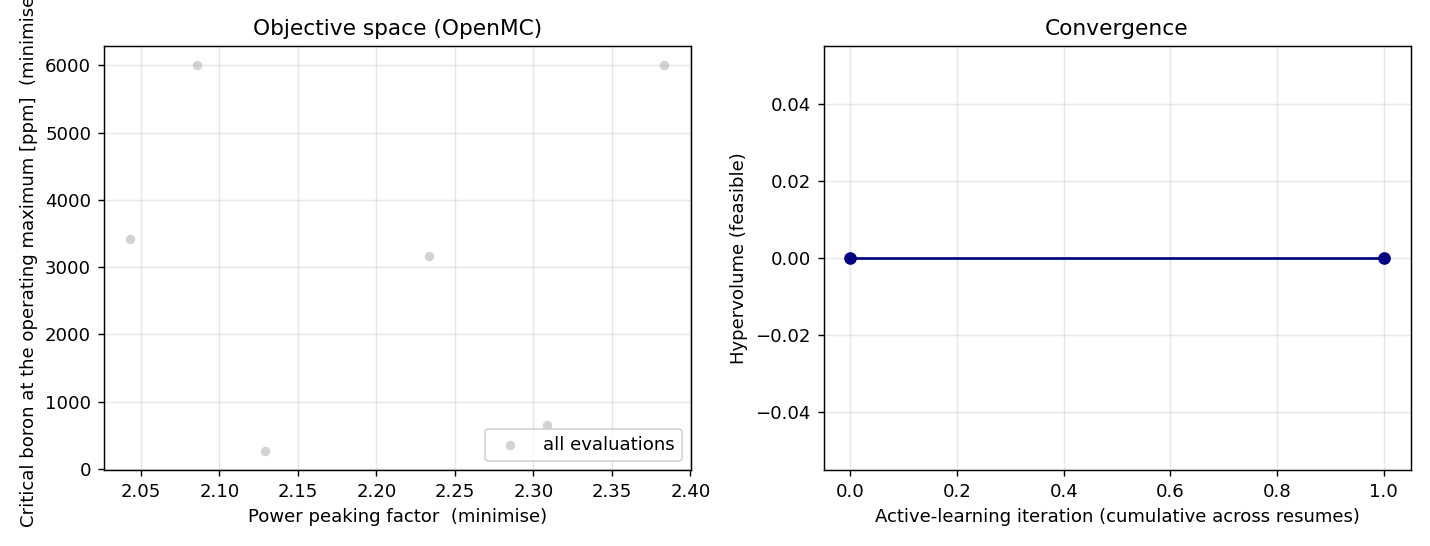 Objective space (OpenMC)
Critical boron at the operating maximum [ppm]  (minimise
6000
5000
4000
3000
2000
1000
0
2.05 2.10 2.15 2.20 2.25 2.30 2.35 2.40
Power peaking factor  (minimise)
all evaluations
Convergence
Hypervolume (feasible)
0.04
0.02
0.00
−0.02
−0.04
0.0 0.2 0.4 0.6 0.8 1.0
Active-learning iteration (cumulative across resumes)